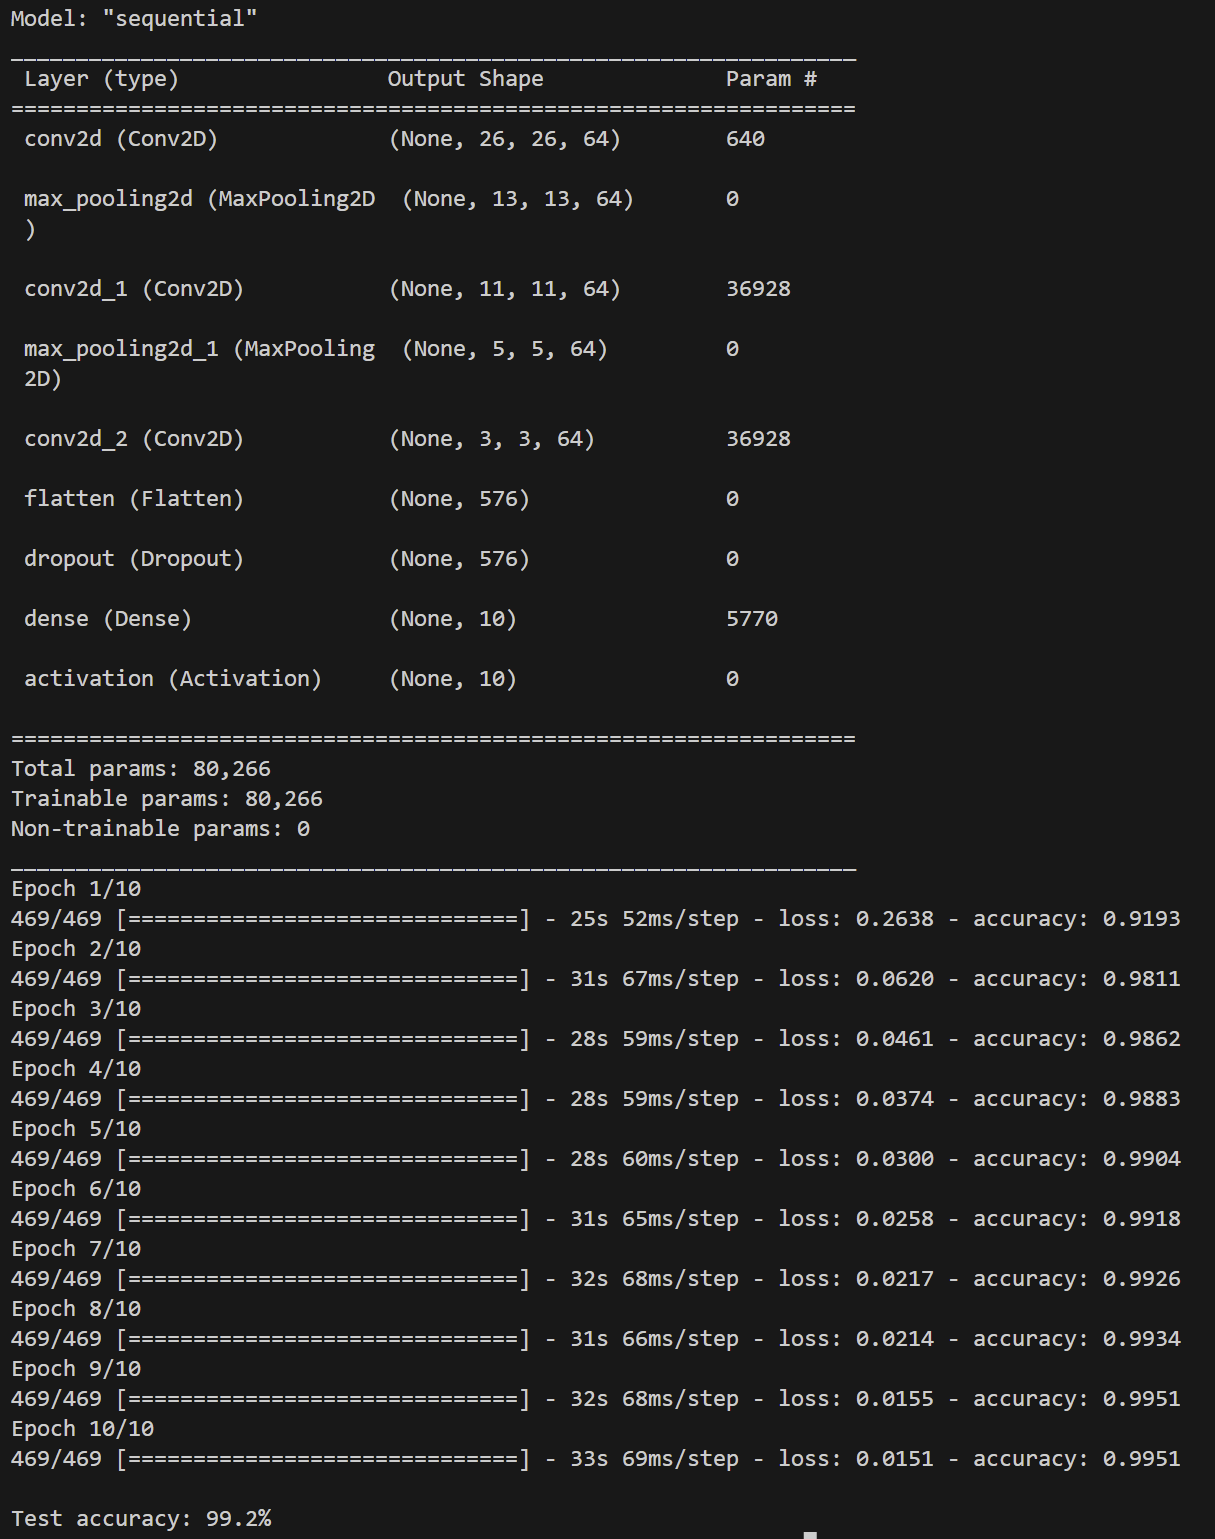 Model: "sequential"
_________________________________________________________________
 Layer (type)                Output Shape              Param #
=================================================================
 conv2d (Conv2D)             (None, 26, 26, 64)        640

 max_pooling2d (MaxPooling2D  (None, 13, 13, 64)       0
 )

 conv2d_1 (Conv2D)           (None, 11, 11, 64)        36928

 max_pooling2d_1 (MaxPooling  (None, 5, 5, 64)         0
 2D)

 conv2d_2 (Conv2D)           (None, 3, 3, 64)          36928

 flatten (Flatten)           (None, 576)               0

 dropout (Dropout)           (None, 576)               0

 dense (Dense)               (None, 10)                5770

 activation (Activation)     (None, 10)                0

=================================================================
Total params: 80,266
Trainable params: 80,266
Non-trainable params: 0
_________________________________________________________________
Epoch 1/10
469/469 [==============================] - 25s 52ms/step - loss: 0.2638 - accuracy: 0.9193
Epoch 2/10
469/469 [==============================] - 31s 67ms/step - loss: 0.0620 - accuracy: 0.9811
Epoch 3/10
469/469 [==============================] - 28s 59ms/step - loss: 0.0461 - accuracy: 0.9862
Epoch 4/10
469/469 [==============================] - 28s 59ms/step - loss: 0.0374 - accuracy: 0.9883
Epoch 5/10
469/469 [==============================] - 28s 60ms/step - loss: 0.0300 - accuracy: 0.9904
Epoch 6/10
469/469 [==============================] - 31s 65ms/step - loss: 0.0258 - accuracy: 0.9918
Epoch 7/10
469/469 [==============================] - 32s 68ms/step - loss: 0.0217 - accuracy: 0.9926
Epoch 8/10
469/469 [==============================] - 31s 66ms/step - loss: 0.0214 - accuracy: 0.9934
Epoch 9/10
469/469 [==============================] - 32s 68ms/step - loss: 0.0155 - accuracy: 0.9951
Epoch 10/10
469/469 [==============================] - 33s 69ms/step - loss: 0.0151 - accuracy: 0.9951

Test accuracy: 99.2%